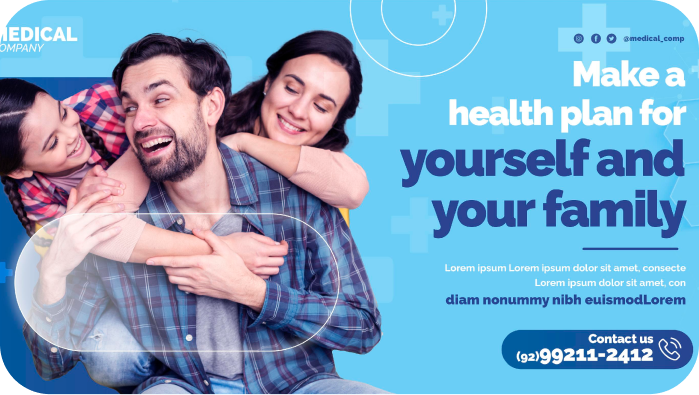 MEDICAL
COMPANY
@medical_comp
Make a
health plan for
yourself and
your family
Lorem ipsum Lorem ipsum dolor sit amet, consecte
Lorem ipsum dolor sit amet, con
diam nonummy nibh euismodLorem
Contact us
(92)99211-2412